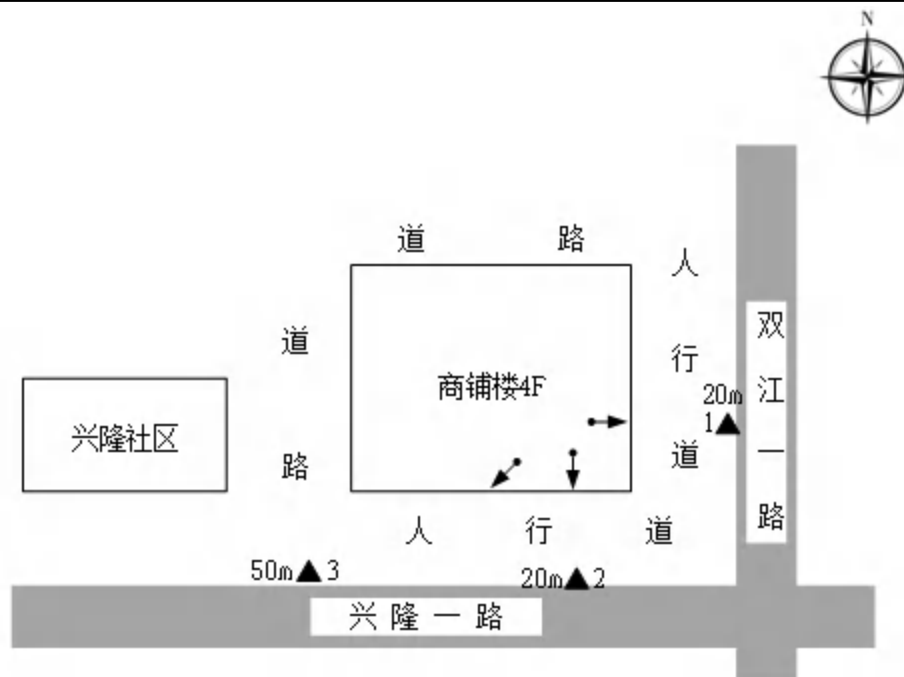 N
道 路
人行道
双江一路
道路
商铺楼4F
20m
1
兴隆社区
人 行 道
50m 3
20m 2
兴隆一路